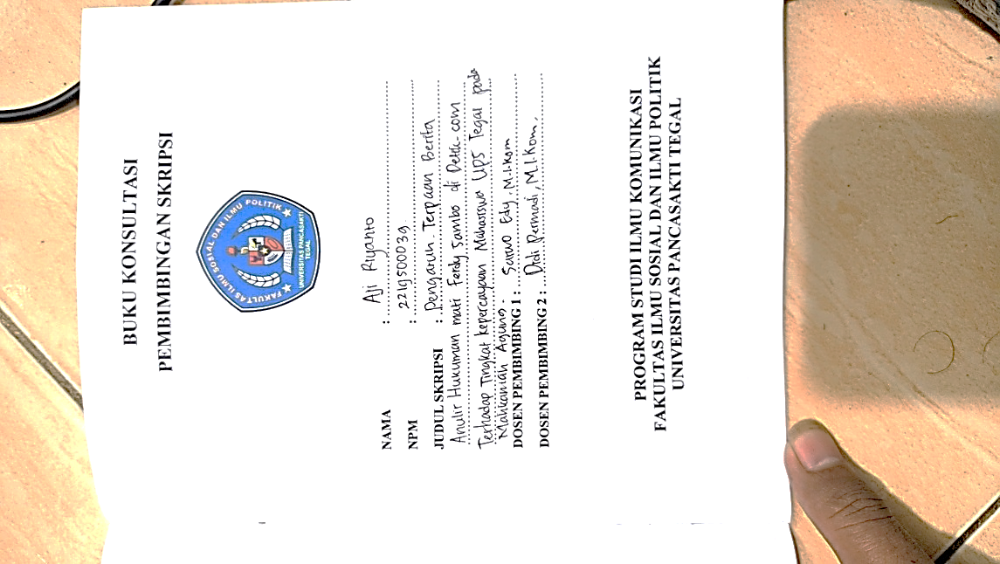 BUKU KONSULTASI
PEMBIMBINGAN SKRIPSI
FAKULTAS ILMU SOSIAL DAN ILMU POLITIK
UNIVERSITAS PANCASAKTI
TEGAL
NAMA : Aji Riyanto
NPM : 2219500039
JUDUL SKRIPSI : Pengaruh Terpaan Berita
Anulir Hukuman mati Ferdy Sambo di Detik.com
Terhadap Tingkat kepercayaan Mahasiswa UPS Tegal pada
Mahkamah Agung.
DOSEN PEMBIMBING 1 : Sarwo Edy, M.I.Kom
DOSEN PEMBIMBING 2 : Didi Permadi, M.I.Kom.
PROGRAM STUDI ILMU KOMUNIKASI
FAKULTAS ILMU SOSIAL DAN ILMU POLITIK
UNIVERSITAS PANCASAKTI TEGAL